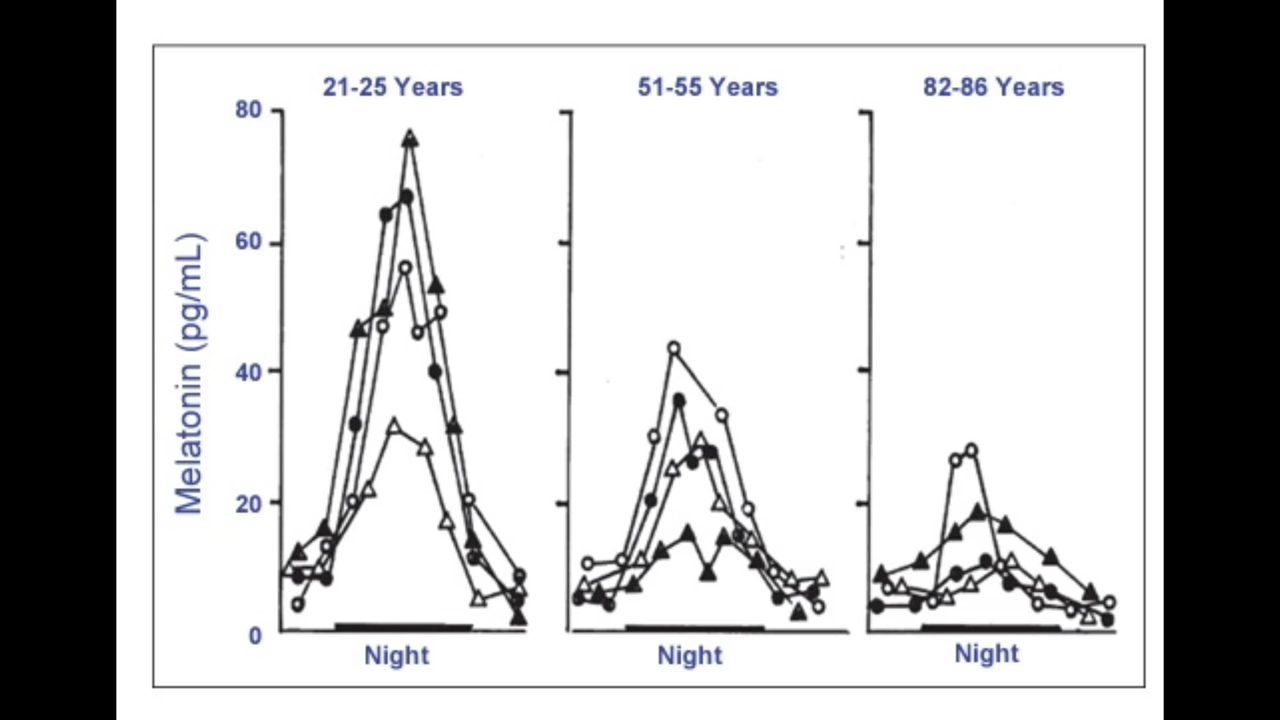 21-25 Years
51-55 Years
82-86 Years
Melatonin (pg/mL)
80
60
40
20
0
Night
Night
Night